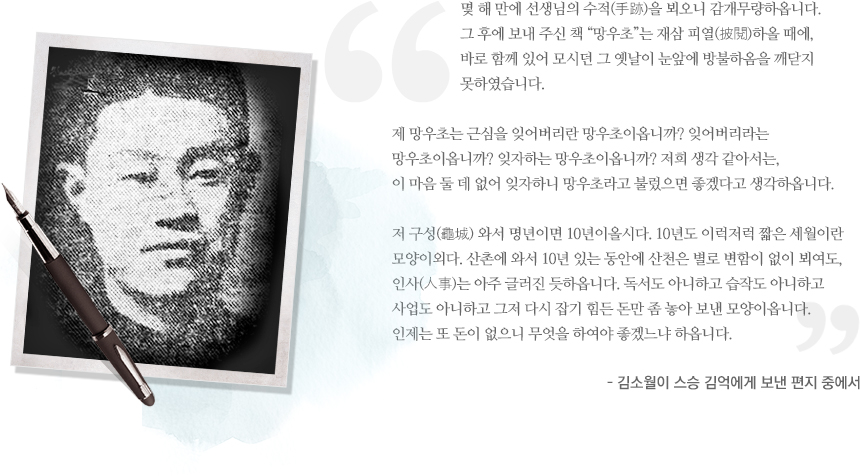 몇 해 만에 선생님의 수적(手跡)을 뵈오니 감개무량하옵니다.
그 후에 보내 주신 책 “망우초”는 재삼 피열(披閱)하올 때에,
바로 함께 있어 모시던 그 옛날이 눈앞에 방불하옴을 깨닫지
못하였습니다.
제 망우초는 근심을 잊어버리란 망우초이옵니까? 잊어버리라는
망우초이옵니까? 잊자하는 망우초이옵니까? 저희 생각 같아서는,
이 마음 둘 데 없어 잊자하니 망우초라고 불렀으면 좋겠다고 생각하옵니다.
저 구성(龜城) 와서 명년이면 10년이올시다. 10년도 이럭저럭 짧은 세월이란
모양이외다. 산촌에 와서 10년 있는 동안에 산천은 별로 변함이 없이 뵈여도,
인사(人事)는 아주 글러진 듯하옵니다. 독서도 아니하고 습작도 아니하고
사업도 아니하고 그저 다시 잡기 힘든 돈만 좀 놓아 보낸 모양이옵니다.
인제는 또 돈이 없으니 무엇을 하여야 좋겠느냐 하옵니다.
- 김소월이 스승 김억에게 보낸 편지 중에서